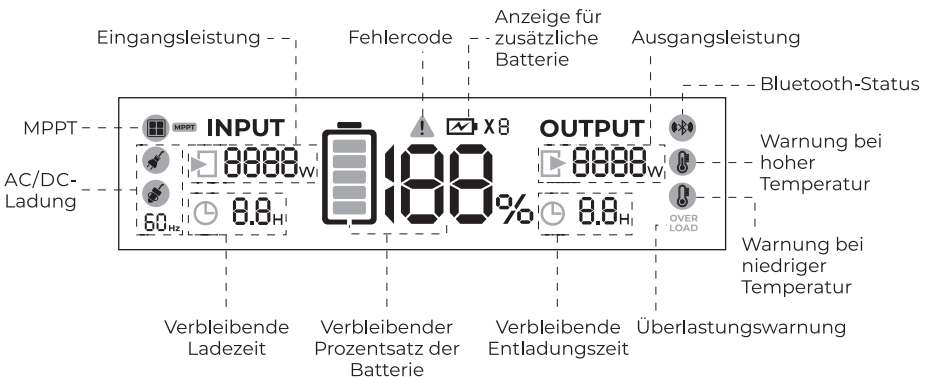 Eingangsleistung
Fehlercode
Anzeige für
zusätzliche
Batterie
Ausgangsleistung
Bluetooth-Status
MPPT
MPPT
INPUT
X8
OUTPUT
8888W
188%
8888W
Warnung bei
hoher
Temperatur
AC/DC-
Ladung
60Hz
8.8H
8.8H
OVER
LOAD
Warnung bei
niedriger
Temperatur
Verbleibende
Ladezeit
Verbleibender
Prozentsatz der
Batterie
Verbleibende
Entladungszeit
Überlastungswarnung